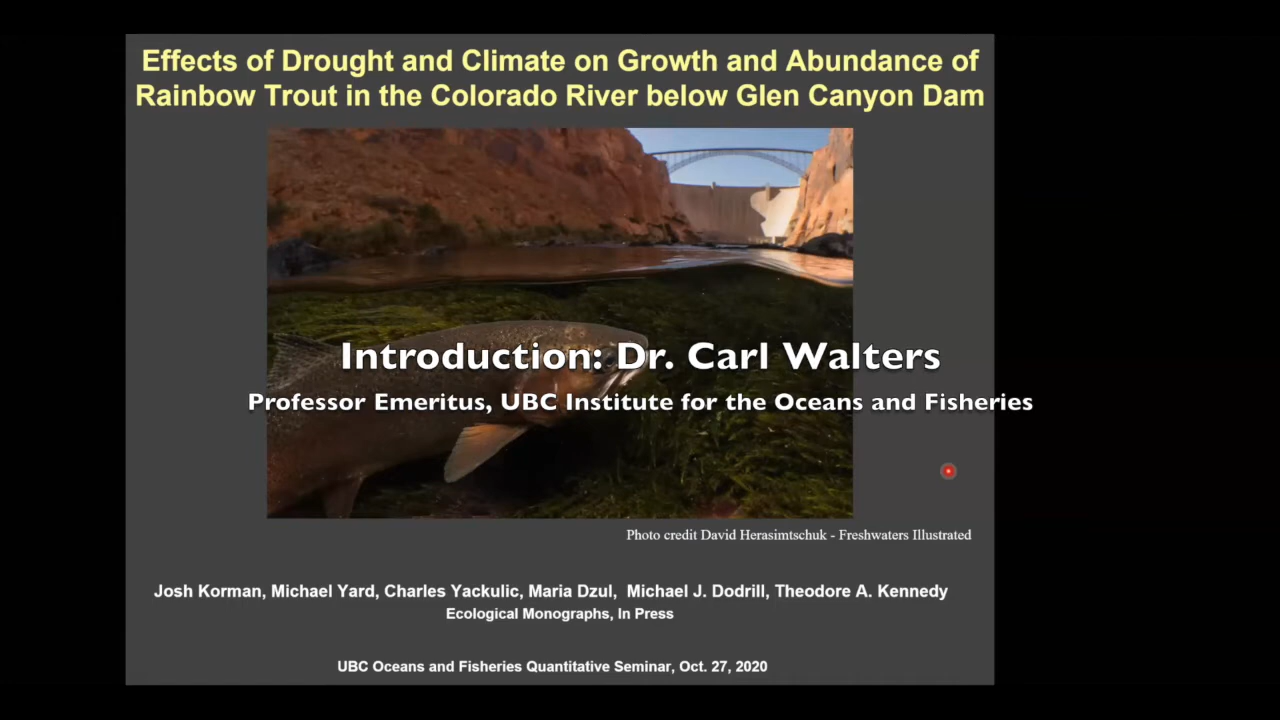 Effects of Drought and Climate on Growth and Abundance of
Rainbow Trout in the Colorado River below Glen Canyon Dam
Introduction: Dr. Carl Walters
Professor Emeritus, UBC Institute for the Oceans and Fisheries
Photo credit David Herasimtschuk - Freshwaters Illustrated
Josh Korman, Michael Yard, Charles Yackulic, Maria Dzul, Michael J. Dodrill, Theodore A. Kennedy
Ecological Monographs, In Press
UBC Oceans and Fisheries Quantitative Seminar, Oct. 27, 2020